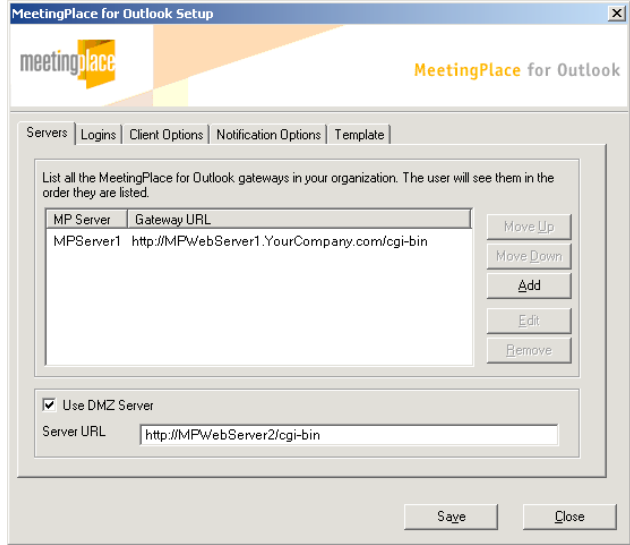 MeetingPlace for Outlook Setup
meetingplace
MeetingPlace for Outlook
Servers Logins Client Options Notification Options Template
List all the MeetingPlace for Outlook gateways in your organization. The user will see them in the
order they are listed.
MP Server Gateway URL
MPServer1 http://MPWebServer1.YourCompany.com/cgi-bin
Move Up
Move Down
Add
Edit
Remove
Use DMZ Server
Server URL http://MPWebServer2/cgi-bin
Save Close